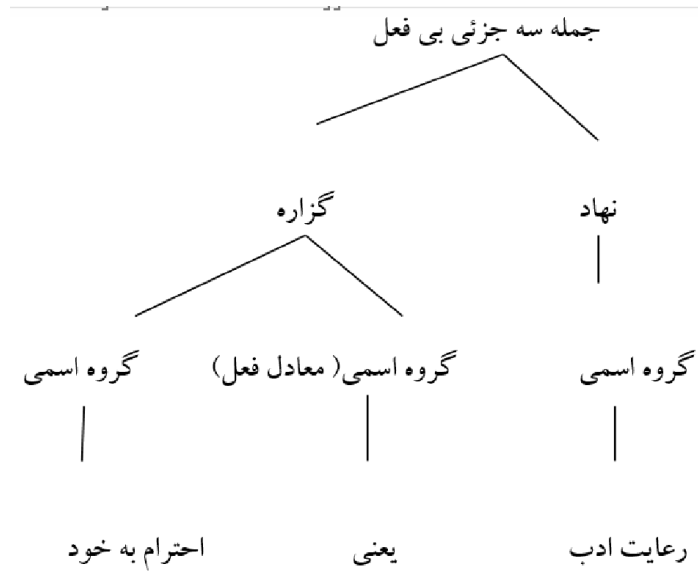 جمله سه جزئی بی فعل
نهاد
گزاره
گروه اسمی
گروه اسمی( معادل فعل)
گروه اسمی
رعایت ادب
یعنی
احترام به خود